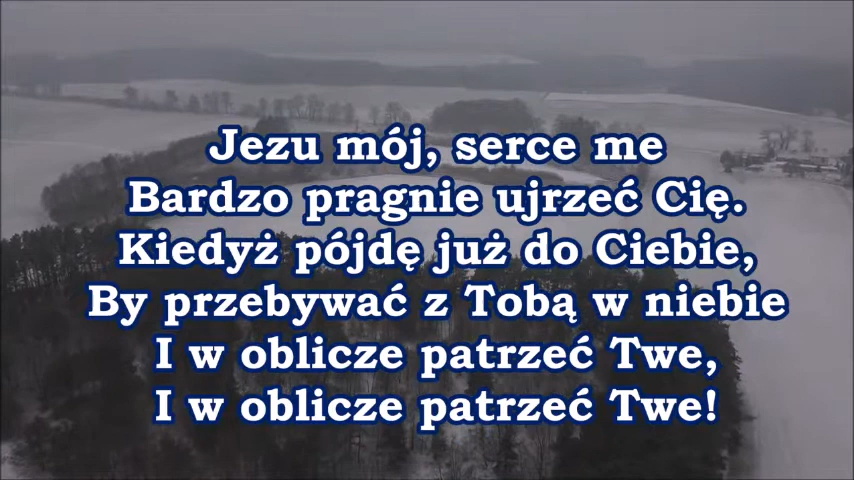 Jezu mój, serce me
Bardzo pragnie ujrzeć Cię.
Kiedyż pójdę już do Ciebie,
By przebywać z Tobą w niebie
I w oblicze patrzeć Twe,
I w oblicze patrzeć Twe!